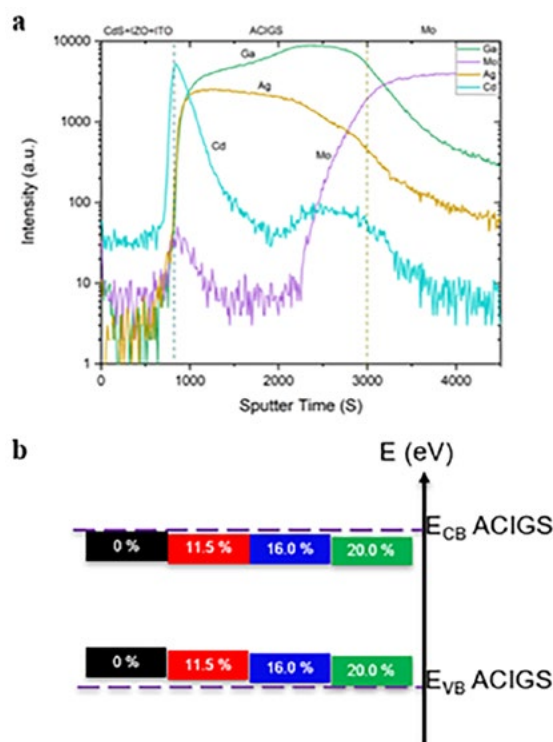 a
CdS+IZO+ITO ACIGS Mo
10000
1000
100
10
1
Intensity (a.u.)
Ga
Ag
Cd
Mo
Ga
Mo
Ag
Cd
0 1000 2000 3000 4000
Sputter Time (S)
b
E (eV)
E_CB ACIGS
0 % 11.5 % 16.0 % 20.0 %
0 % 11.5 % 16.0 % 20.0 %
E_VB ACIGS